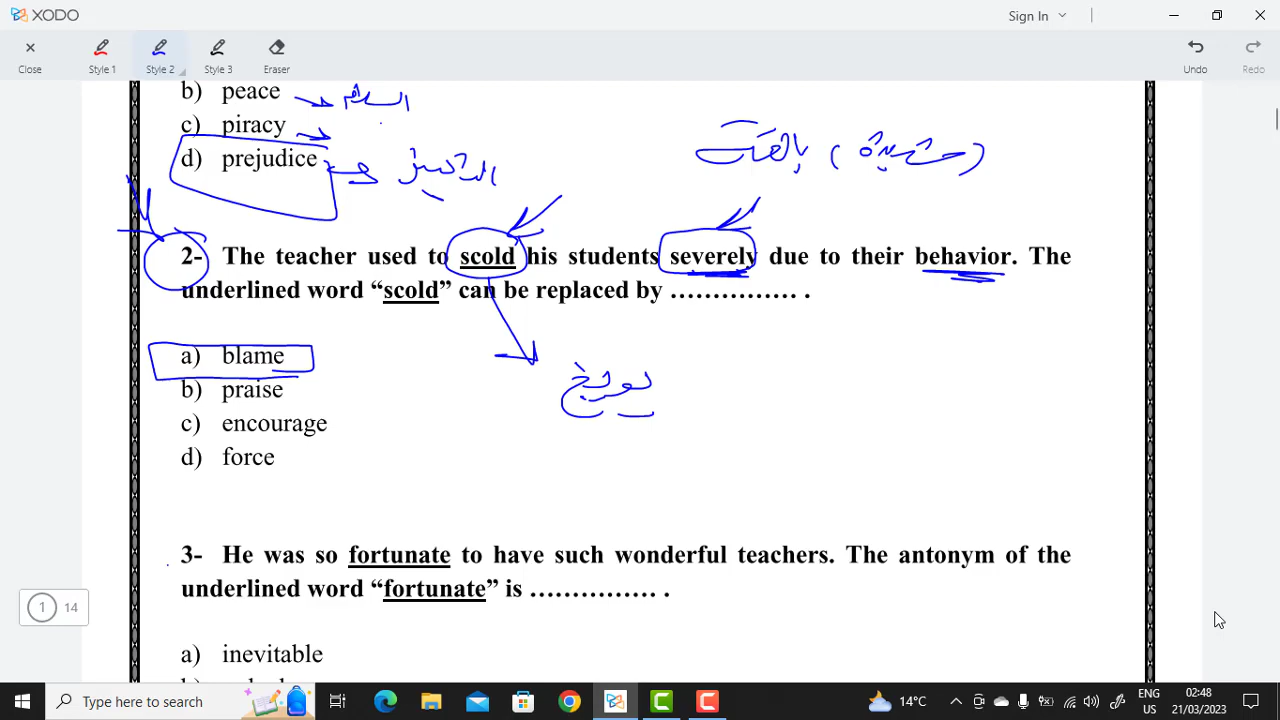 XODO
Sign In
Close
Style 1
Style 2
Style 3
Eraser
Undo
Redo
b) peace السلام
c) piracy
d) prejudice
2- The teacher used to scold his students severely due to their behavior. The
underlined word “scold” can be replaced by …………… .
a) blame
b) praise
c) encourage
d) force
3- He was so fortunate to have such wonderful teachers. The antonym of the
underlined word “fortunate” is …………… .
a) inevitable
1 14
Type here to search
14°C
ENG
US
02:48
21/03/2023